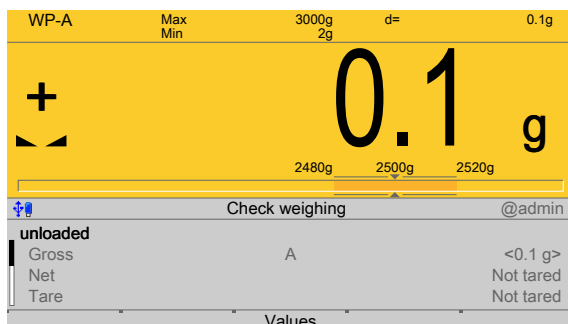 WP-A Max 3000g d= 0.1g
Min 2g
+ 0.1 g
2480g 2500g 2520g
Check weighing @admin
unloaded
Gross A <0.1 g>
Net Not tared
Tare Not tared
Values